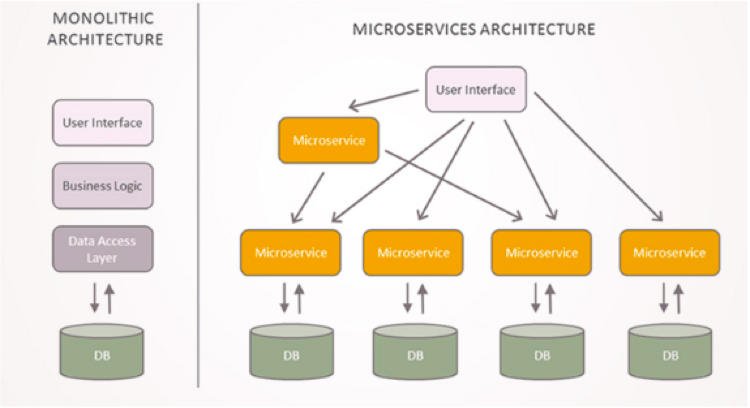 MONOLITHIC
ARCHITECTURE
User Interface
Business Logic
Data Access
Layer
DB
MICROSERVICES ARCHITECTURE
User Interface
Microservice
Microservice
Microservice
Microservice
Microservice
DB
DB
DB
DB